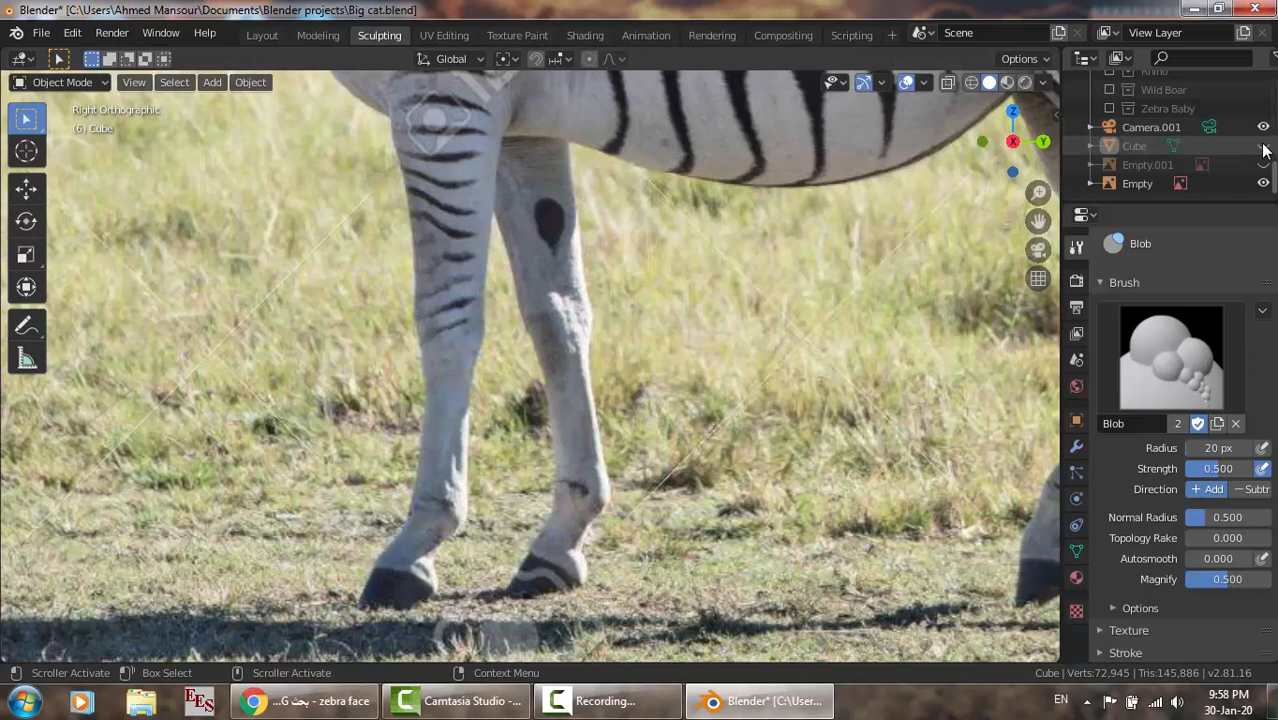 Blender* [C:\Users\Ahmed Mansour\Documents\Blender projects\Big cat.blend]
File Edit Render Window Help
Layout Modeling Sculpting UV Editing Texture Paint Shading Animation Rendering Compositing Scripting
Scene
View Layer
Global
Options
Object Mode View Select Add Object
Right Orthographic
(6) Cube
Z
X
Y
Rhino
Wild Boar
Zebra Baby
Camera.001
Cube
Empty.001
Empty
Blob
Brush
Blob 2
Radius 20 px
Strength 0.500
Direction Add Subtr
Normal Radius 0.500
Topology Rake 0.000
Autosmooth 0.000
Magnify 0.500
Options
Texture
Stroke
Scroller Activate Box Select Scroller Activate Context Menu
Cube | Verts:72,945 | Tris:145,886 | v2.81.16
EES
...G بحث - zebra face
Camtasia Studio - ...
Recording...
Blender* [C:\User...
EN
9:58 PM
30-Jan-20